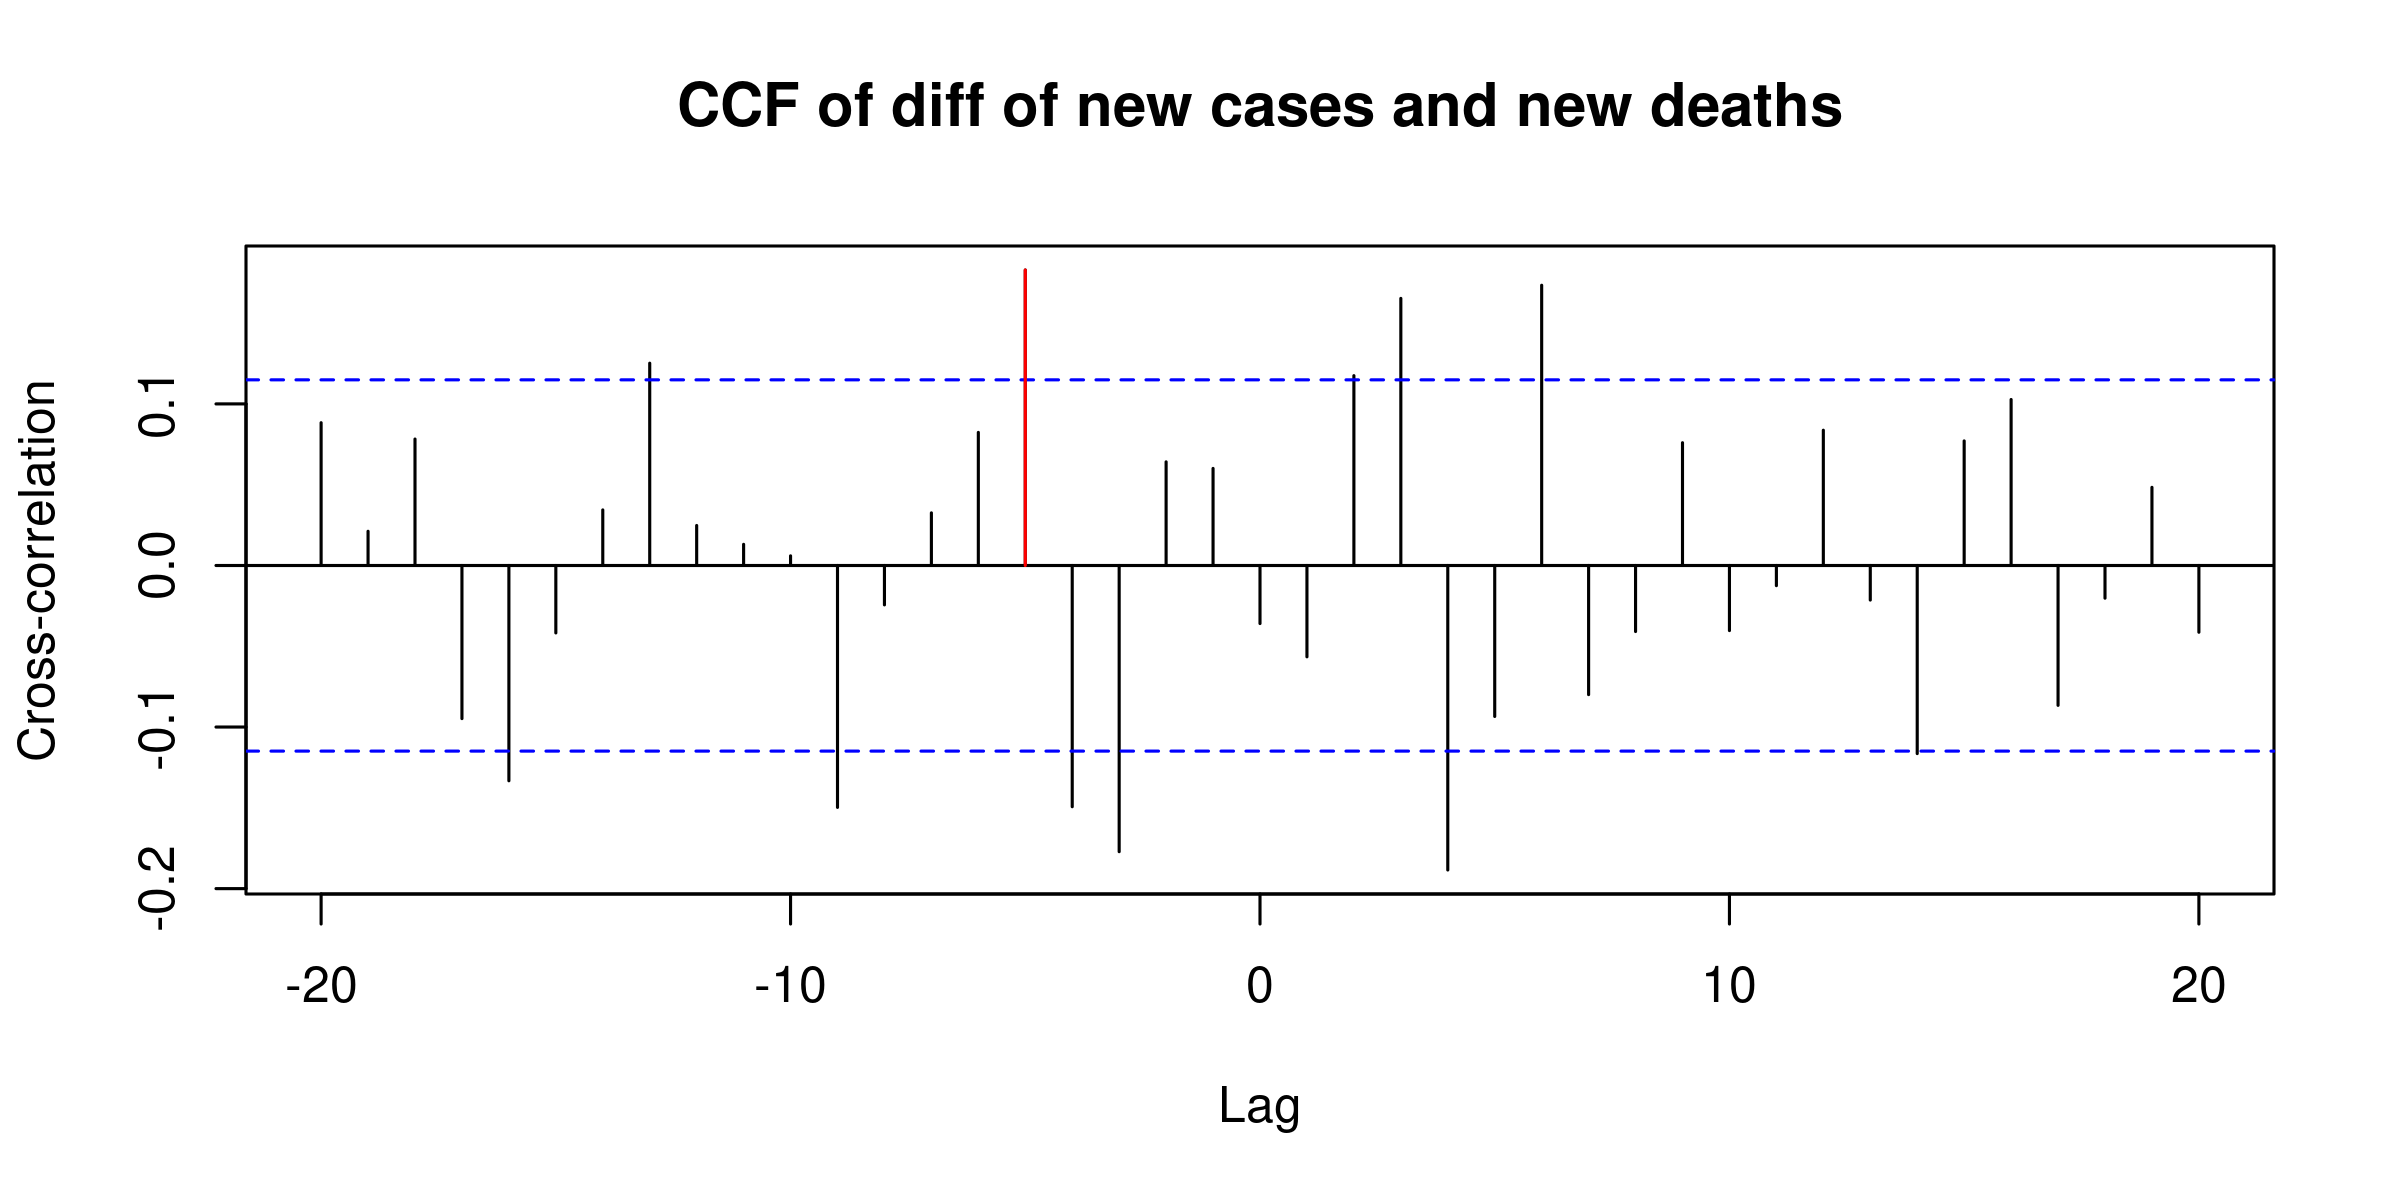 CCF of diff of new cases and new deaths
Cross-correlation
0.1
0.0
-0.1
-0.2
-20 -10 0 10 20
Lag